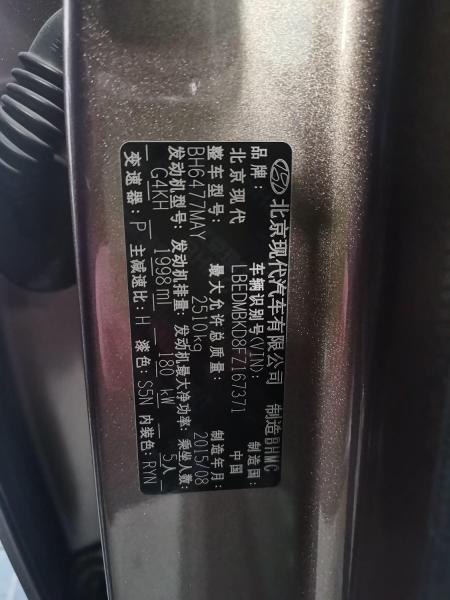 北京现代汽车有限公司 制造 BHMC
品牌: 车辆识别号(VIN): 制造国:
北京现代 LBEDMBKD8FZ167371 中国
整车型号: 最大允许总质量: 制造年月:
BH6477MAY 2510kg 2015/08
发动机型号: 发动机排量: 发动机最大净功率: 乘坐人数:
G4KH 1998ml 180 kW 5人
变速器: P 主减速比: H 漆色: S5N 内装色: RYN